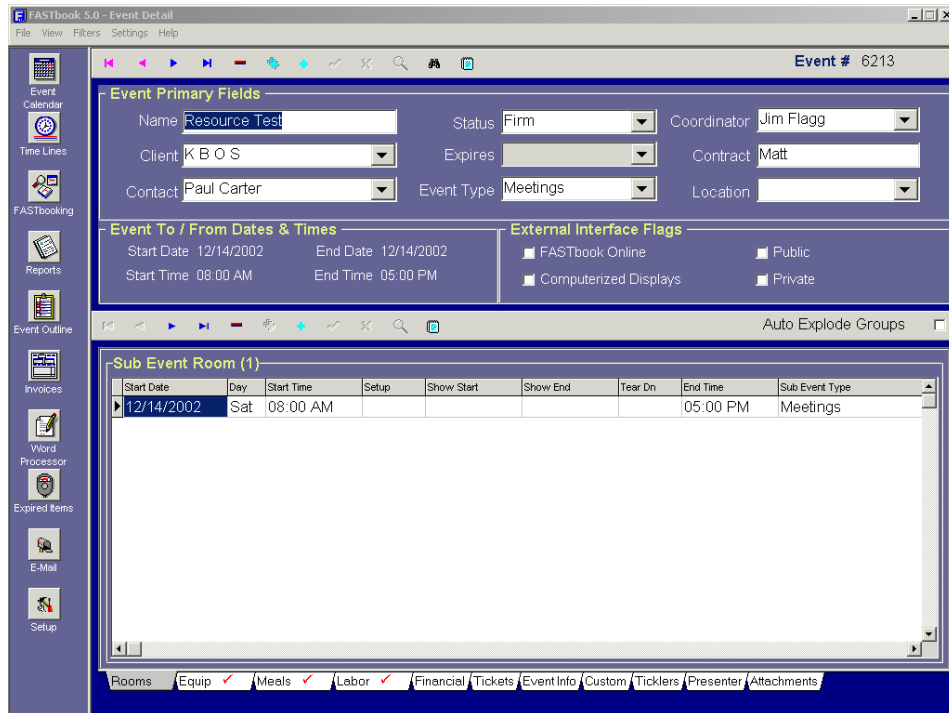 FASTbook 5.0 - Event Detail
File View Filters Settings Help
Event # 6213
Event Calendar
Time Lines
FASTbooking
Reports
Event Outline
Invoices
Word Processor
Expired Items
E-Mail
Setup
Event Primary Fields
Name Resource Test Status Firm Coordinator Jim Flagg
Client K B O S Expires Contract Matt
Contact Paul Carter Event Type Meetings Location
Event To / From Dates & Times
Start Date 12/14/2002 End Date 12/14/2002
Start Time 08:00 AM End Time 05:00 PM
External Interface Flags
FASTbook Online Public
Computerized Displays Private
Auto Explode Groups
Sub Event Room (1)
Start Date Day Start Time Setup Show Start Show End Tear Dn End Time Sub Event Type
12/14/2002 Sat 08:00 AM 05:00 PM Meetings
Rooms Equip Meals Labor Financial Tickets Event Info Custom Ticklers Presenter Attachments